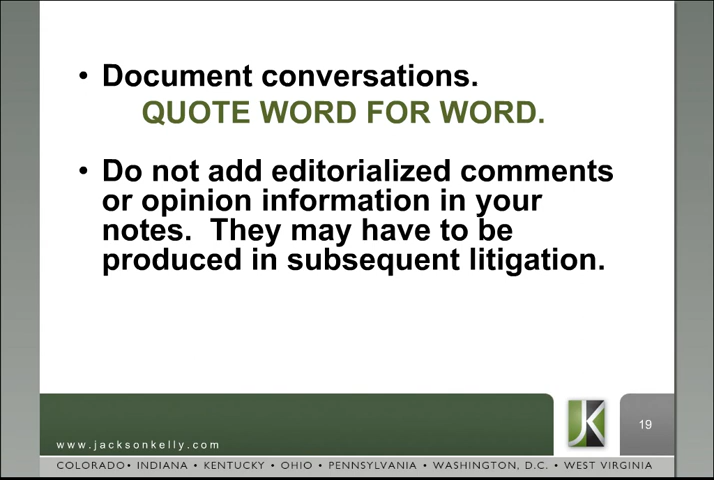 • Document conversations.
QUOTE WORD FOR WORD.
• Do not add editorialized comments
or opinion information in your
notes.  They may have to be
produced in subsequent litigation.
JK
19
www.jacksonkelly.com
COLORADO • INDIANA • KENTUCKY • OHIO • PENNSYLVANIA • WASHINGTON, D.C. • WEST VIRGINIA